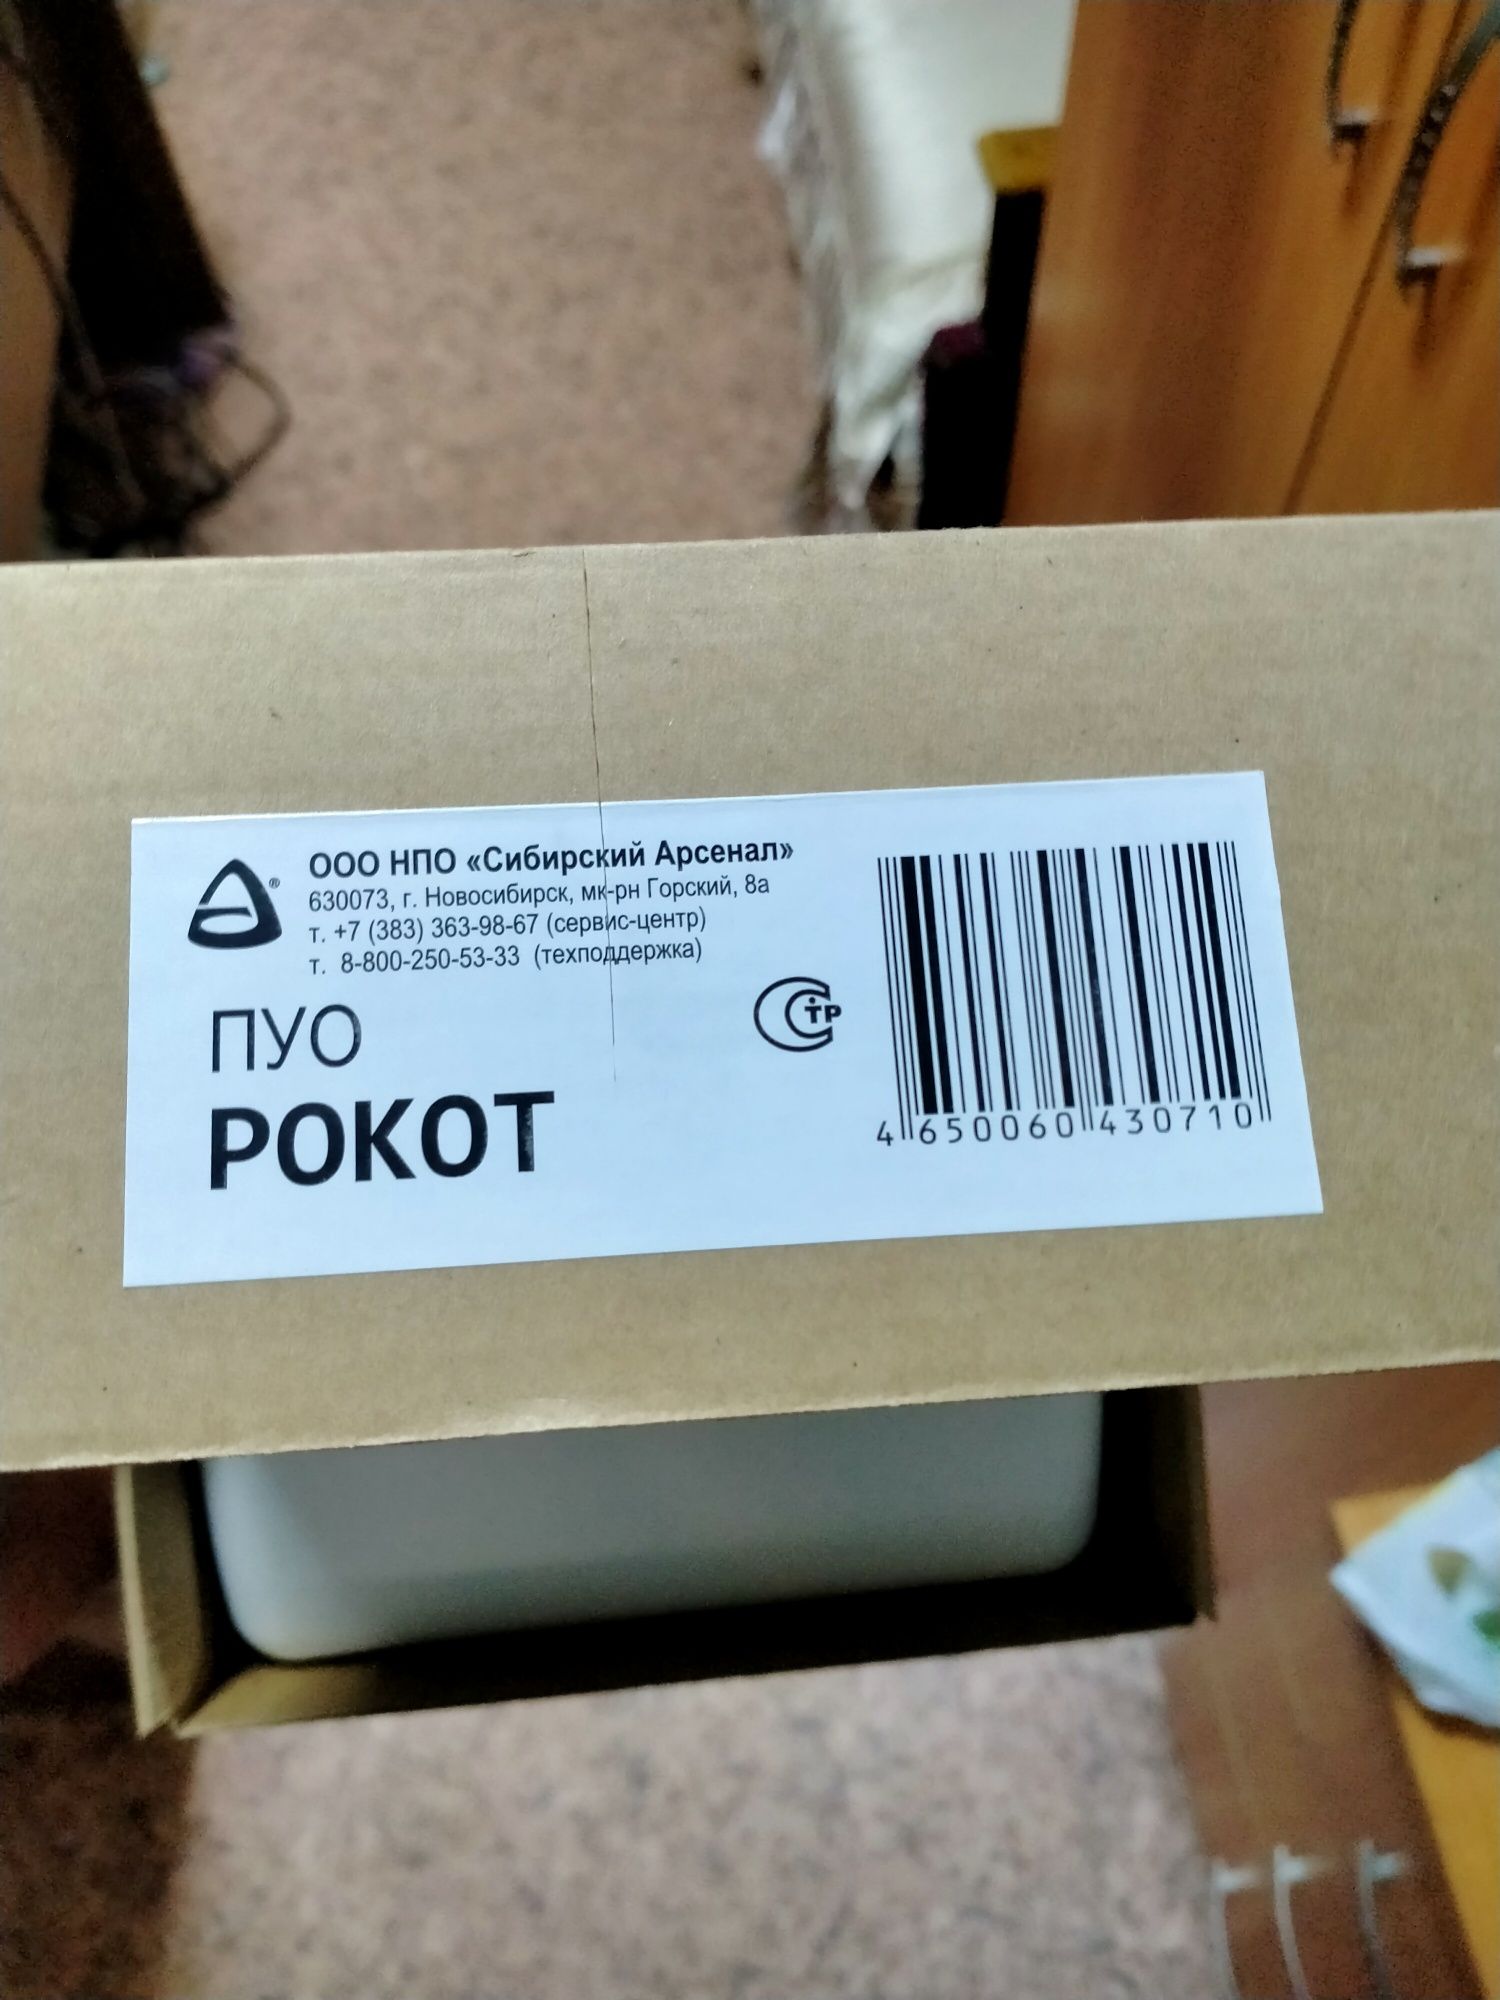 ООО НПО «Сибирский Арсенал»
630073, г. Новосибирск, мк-рн Горский, 8а
т. +7 (383) 363-98-67 (сервис-центр)
т. 8-800-250-53-33 (техподдержка)
®
ПУО
РОКОТ
С ТР
4 650060 430710